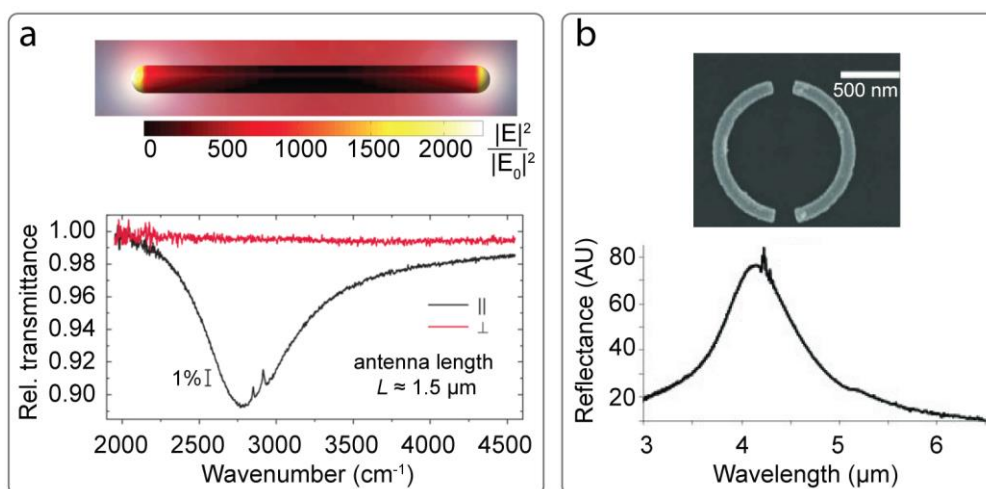 a
0 500 1000 1500 2000
|E|²
|E₀|²
Rel. transmittance
1.00
0.98
0.96
0.94
0.92
0.90
1%
||
⊥
antenna length
L ≈ 1.5 µm
2000 2500 3000 3500 4000 4500
Wavenumber (cm⁻¹)
b
500 nm
Reflectance (AU)
80
60
40
20
3 4 5 6
Wavelength (µm)